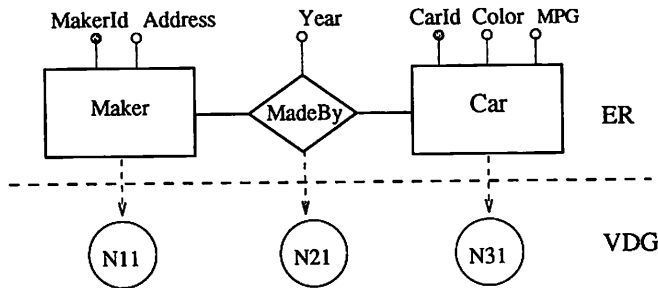 MakerId Address Year CarId Color MPG
Maker MadeBy Car ER
N11 N21 N31 VDG